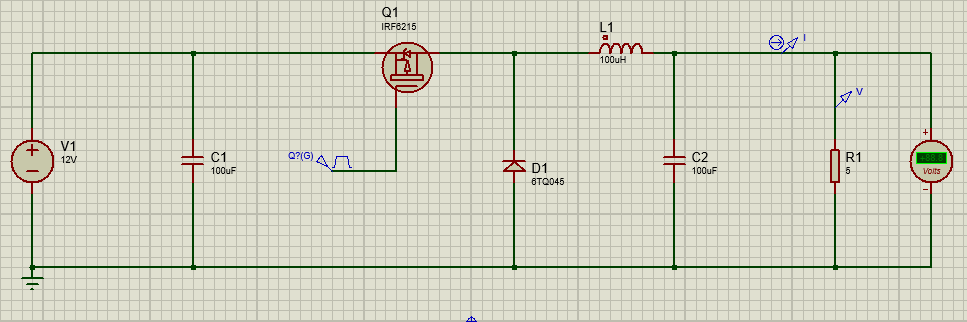 Q1
IRF6215
L1
100uH
I
V
Q?(G)
V1
12V
C1
100uF
D1
6TQ045
C2
100uF
R1
5
+
Volts